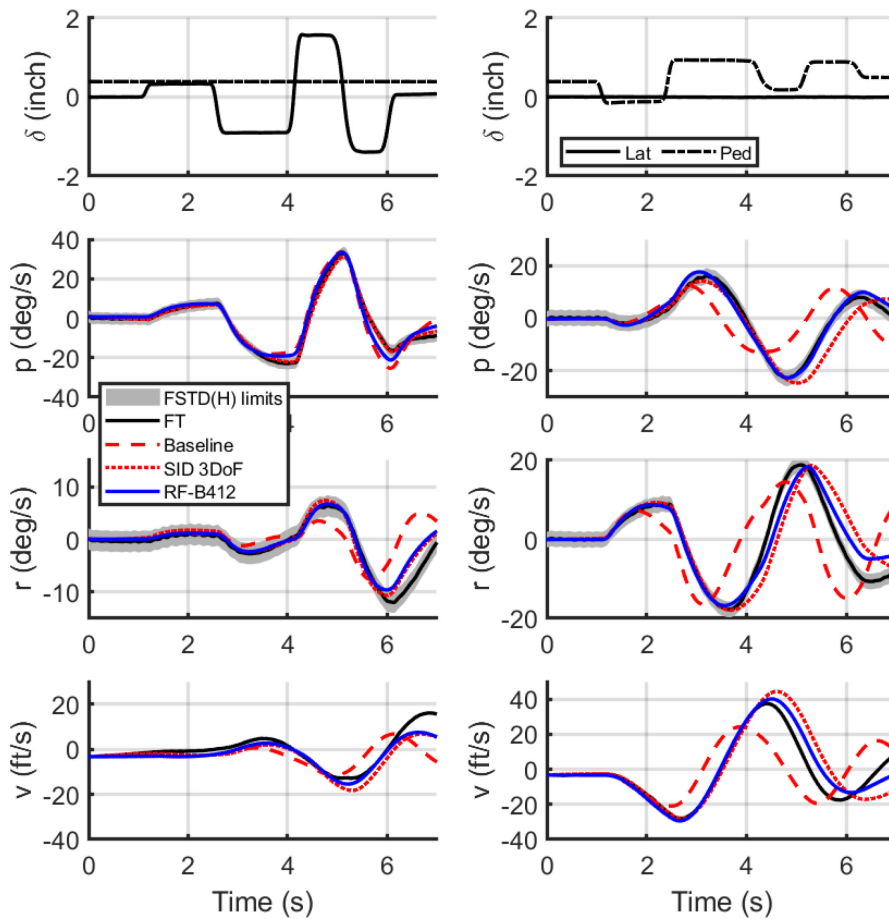 2
0
-2
δ (inch)
0 2 4 6
2
0
-2
δ (inch)
Lat Ped
0 2 4 6
40
20
0
-20
-40
p (deg/s)
0 2 4 6
20
0
-20
p (deg/s)
0 2 4 6
FSTD(H) limits
FT
Baseline
SID 3DoF
RF-B412
10
0
-10
r (deg/s)
0 2 4 6
20
0
-20
r (deg/s)
0 2 4 6
20
0
-20
-40
v (ft/s)
0 2 4 6
Time (s)
40
20
0
-20
-40
v (ft/s)
0 2 4 6
Time (s)